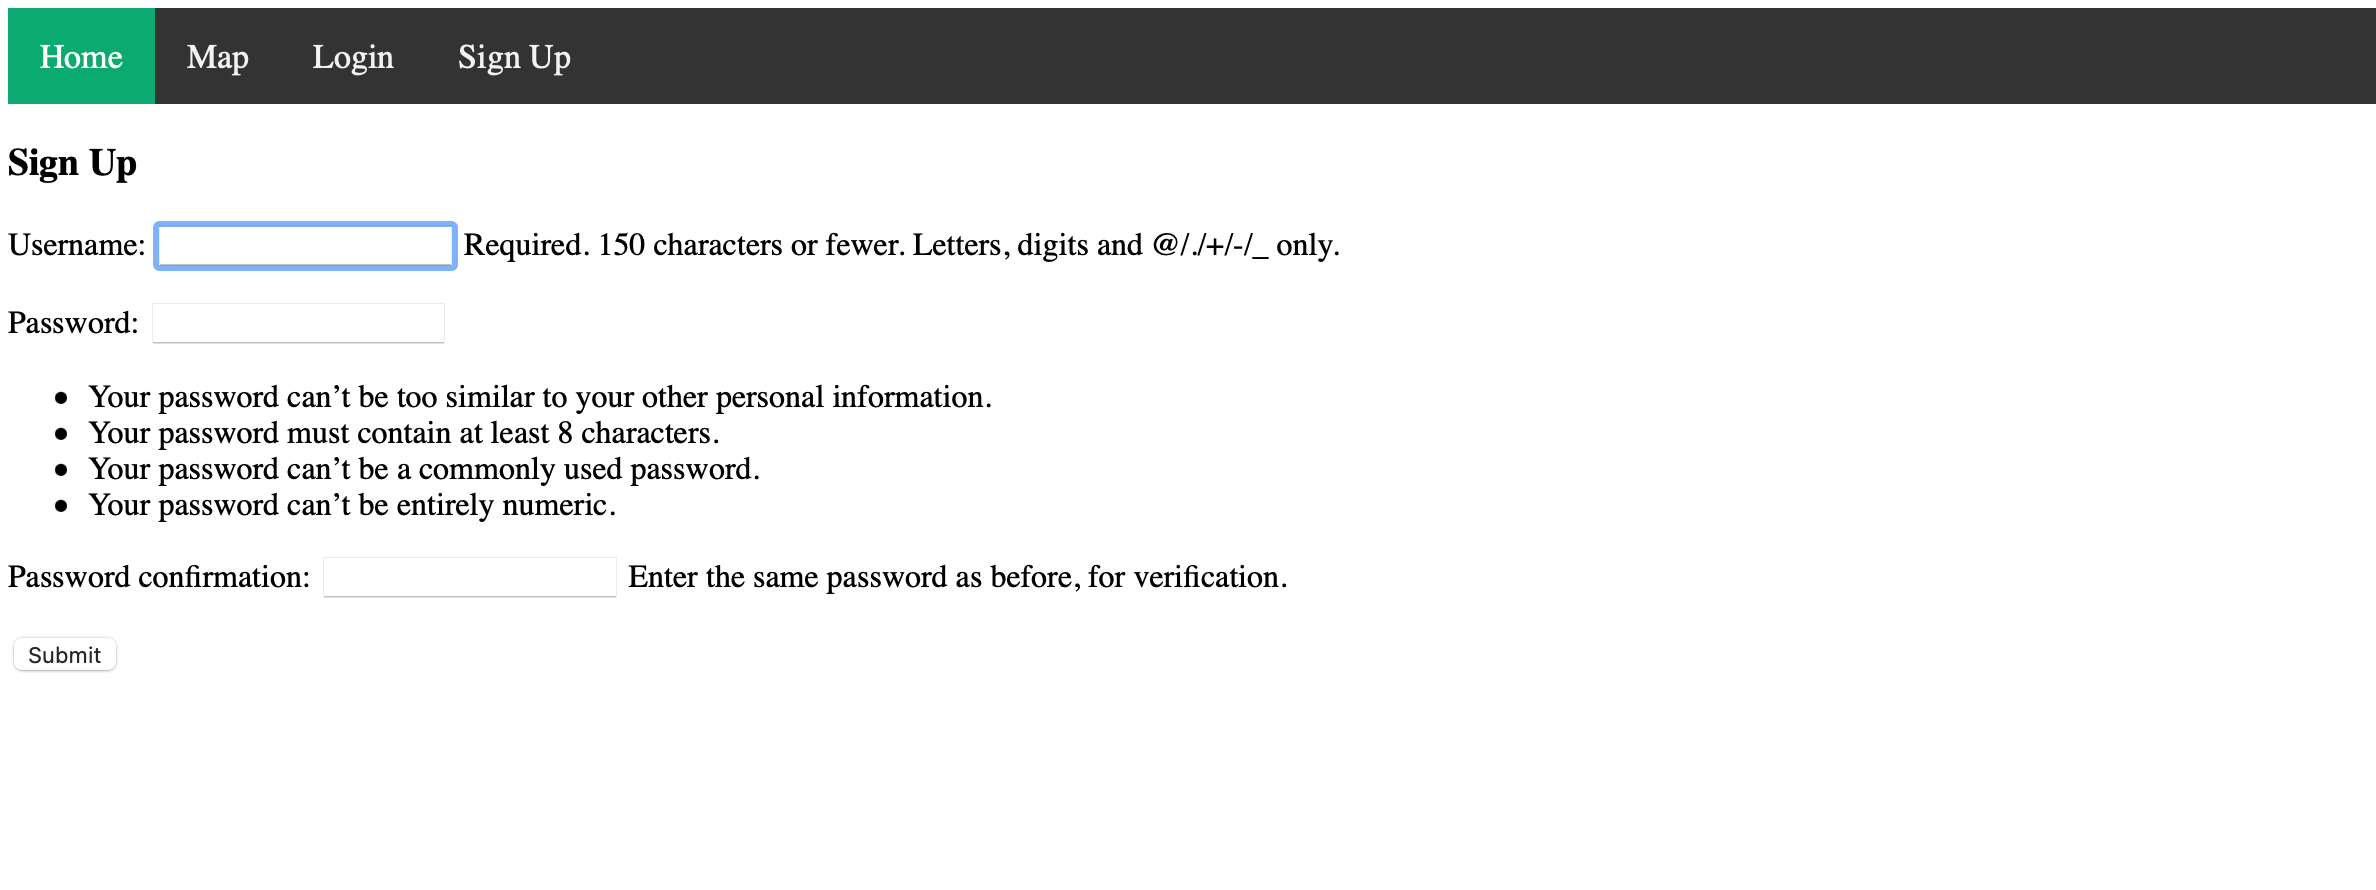 Home Map Login Sign Up
Sign Up
Username: Required. 150 characters or fewer. Letters, digits and @/./+/-/_ only.
Password:
• Your password can’t be too similar to your other personal information.
• Your password must contain at least 8 characters.
• Your password can’t be a commonly used password.
• Your password can’t be entirely numeric.
Password confirmation: Enter the same password as before, for verification.
Submit